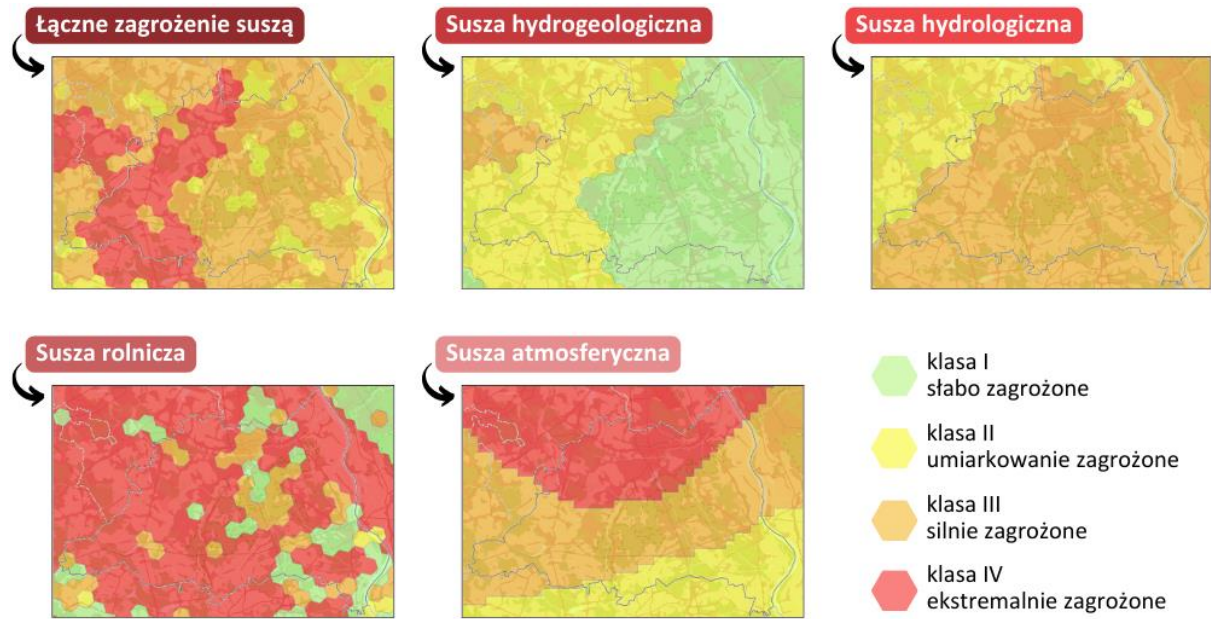 Łączne zagrożenie suszą
Susza hydrogeologiczna
Susza hydrologiczna
Susza rolnicza
Susza atmosferyczna
klasa I
słabo zagrożone
klasa II
umiarkowanie zagrożone
klasa III
silnie zagrożone
klasa IV
ekstremalnie zagrożone